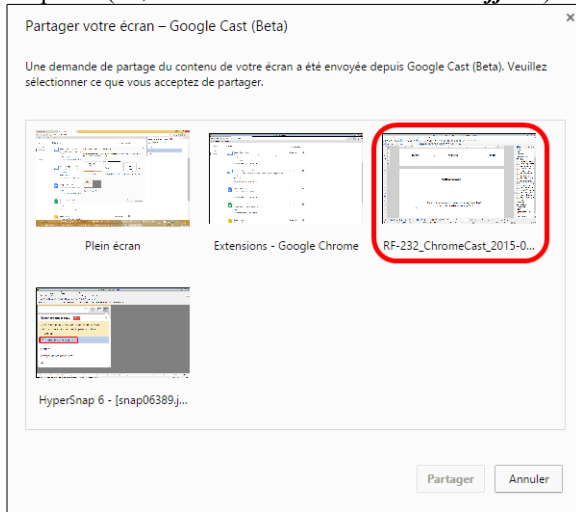 Partager votre écran – Google Cast (Beta)
×
Une demande de partage du contenu de votre écran a été envoyée depuis Google Cast (Beta). Veuillez
sélectionner ce que vous acceptez de partager.
Plein écran
Extensions - Google Chrome
RF-232_ChromeCast_2015-0...
HyperSnap 6 - [snap06389.j...
Partager
Annuler